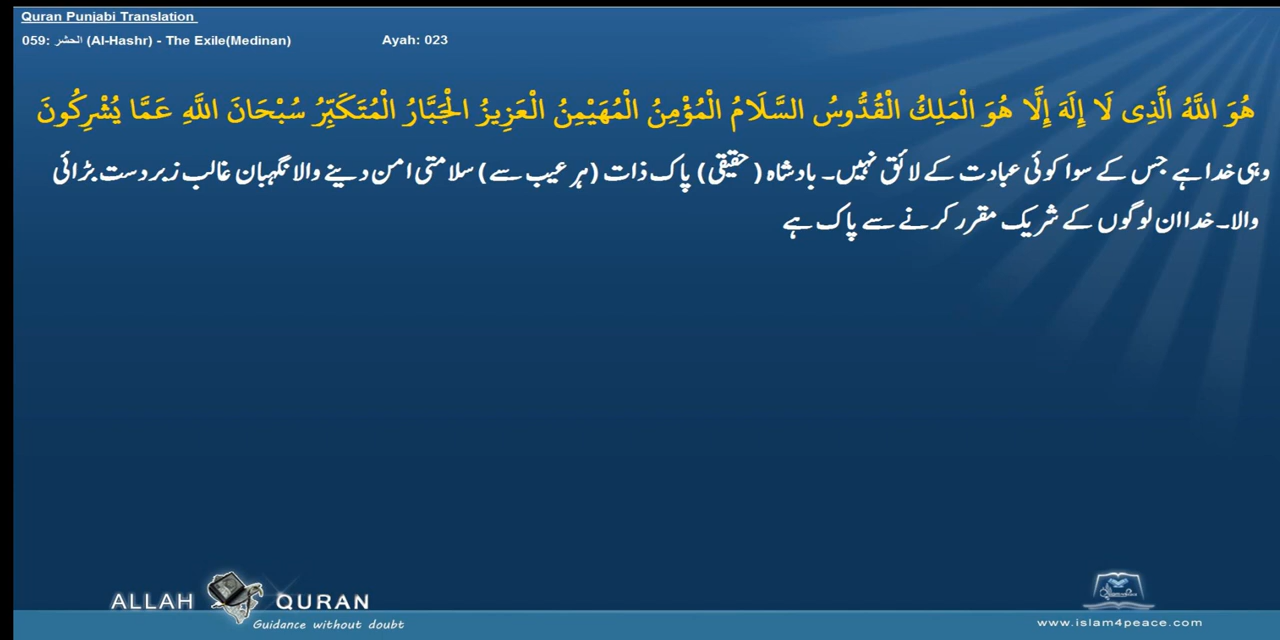 Quran Punjabi Translation
059: الحشر (Al-Hashr) - The Exile(Medinan) Ayah: 023
هُوَ اللَّهُ الَّذِى لَا إِلَهَ إِلَّا هُوَ الْمَلِكُ الْقُدُّوسُ السَّلَامُ الْمُؤْمِنُ الْمُهَيْمِنُ الْعَزِيزُ الْجَبَّارُ الْمُتَكَبِّرُ سُبْحَانَ اللَّهِ عَمَّا يُشْرِكُونَ
وہی خدا ہے جس کے سوا کوئی عبادت کے لائق نہیں۔ بادشاہ (حقیقی) پاک ذات (ہر عیب سے) سلامتی امن دینے والا نگہبان غالب زبردست بڑائی
والا۔ خدا ان لوگوں کے شریک مقرر کرنے سے پاک ہے
ALLAH QURAN
Guidance without doubt
www.islam4peace.com